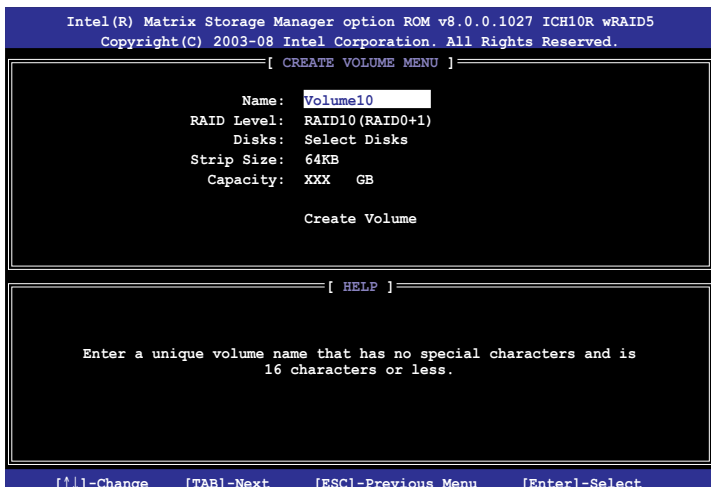 Intel(R) Matrix Storage Manager option ROM v8.0.0.1027 ICH10R wRAID5
Copyright(C) 2003-08 Intel Corporation. All Rights Reserved.
[ CREATE VOLUME MENU ]
Name: Volume10
RAID Level: RAID10(RAID0+1)
Disks: Select Disks
Strip Size: 64KB
Capacity: XXX GB
Create Volume
[ HELP ]
Enter a unique volume name that has no special characters and is
16 characters or less.
[↑↓]-Change [TAB]-Next [ESC]-Previous Menu [Enter]-Select